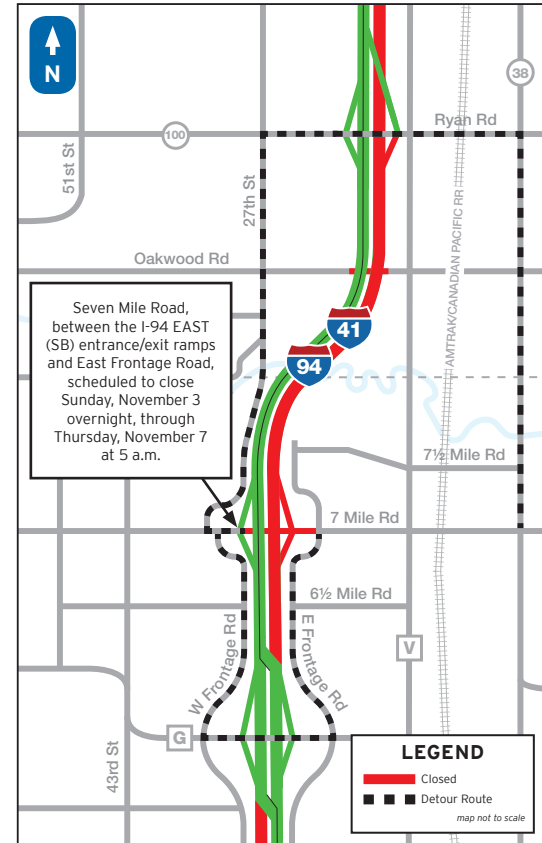 N
38
Ryan Rd
100
51st St
27th St
AMTRAK/CANADIAN PACIFIC RR
Oakwood Rd
Seven Mile Road,
between the I-94 EAST
(SB) entrance/exit ramps
and East Frontage Road,
scheduled to close
Sunday, November 3
overnight, through
Thursday, November 7
at 5 a.m.
41
94
7½ Mile Rd
7 Mile Rd
6½ Mile Rd
W Frontage Rd
E Frontage Rd
V
G
43rd St
LEGEND
Closed
Detour Route
map not to scale